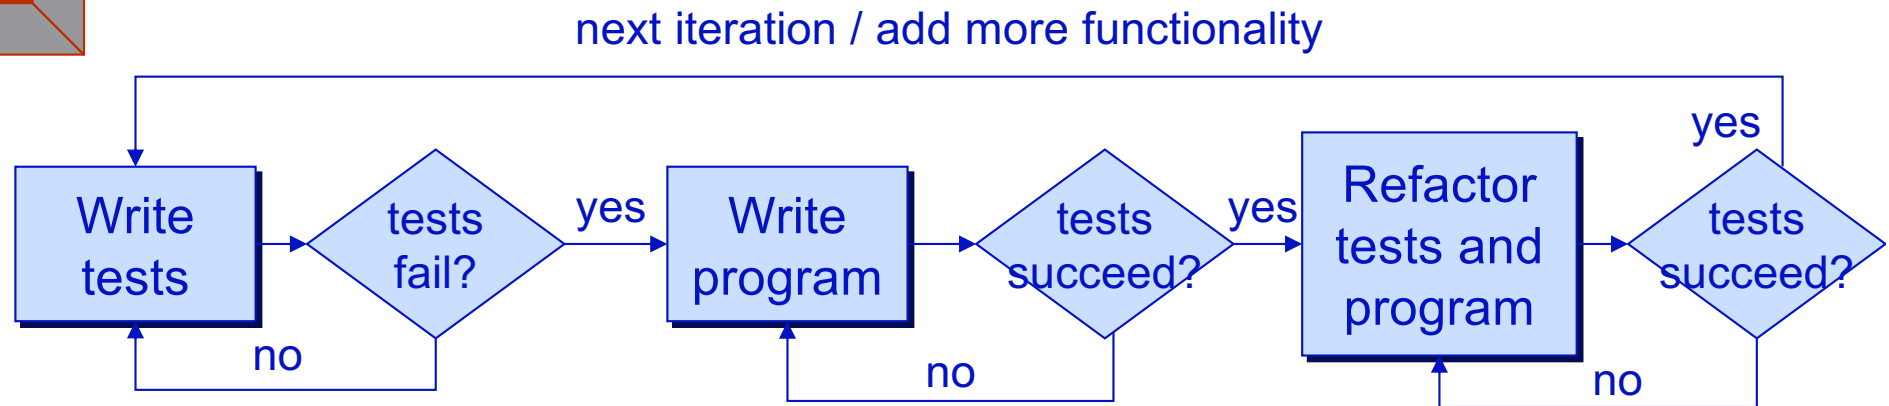 next iteration / add more functionality
Write
tests
tests
fail?
yes
no
Write
program
tests
succeed?
yes
no
Refactor
tests and
program
tests
succeed?
yes
no